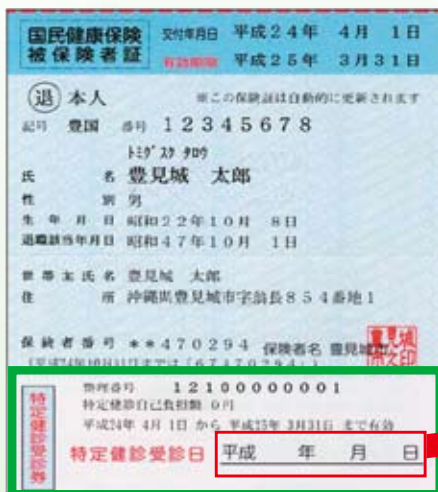 国民健康保険 被保険者証
交付年月日 平成24年 4月 1日
有効期限 平成25年 3月31日
退 本人
※この保険証は自動的に更新されます
記号 豊国 番号 12345678
トミグスク タロウ
氏名 豊見城 太郎
性別 男
生年月日 昭和22年10月 8日
退職該当年月日 昭和47年10月 1日
世帯主氏名 豊見城 太郎
住所 沖縄県豊見城市字翁長854番地1
保険者番号 **470294 保険者名 豊見城市
特定健診受診券
整理番号 12100000001
特定健診自己負担額 0円
平成24年 4月 1日 から 平成25年 3月31日 まで有効
特定健診受診日 平成 年 月 日